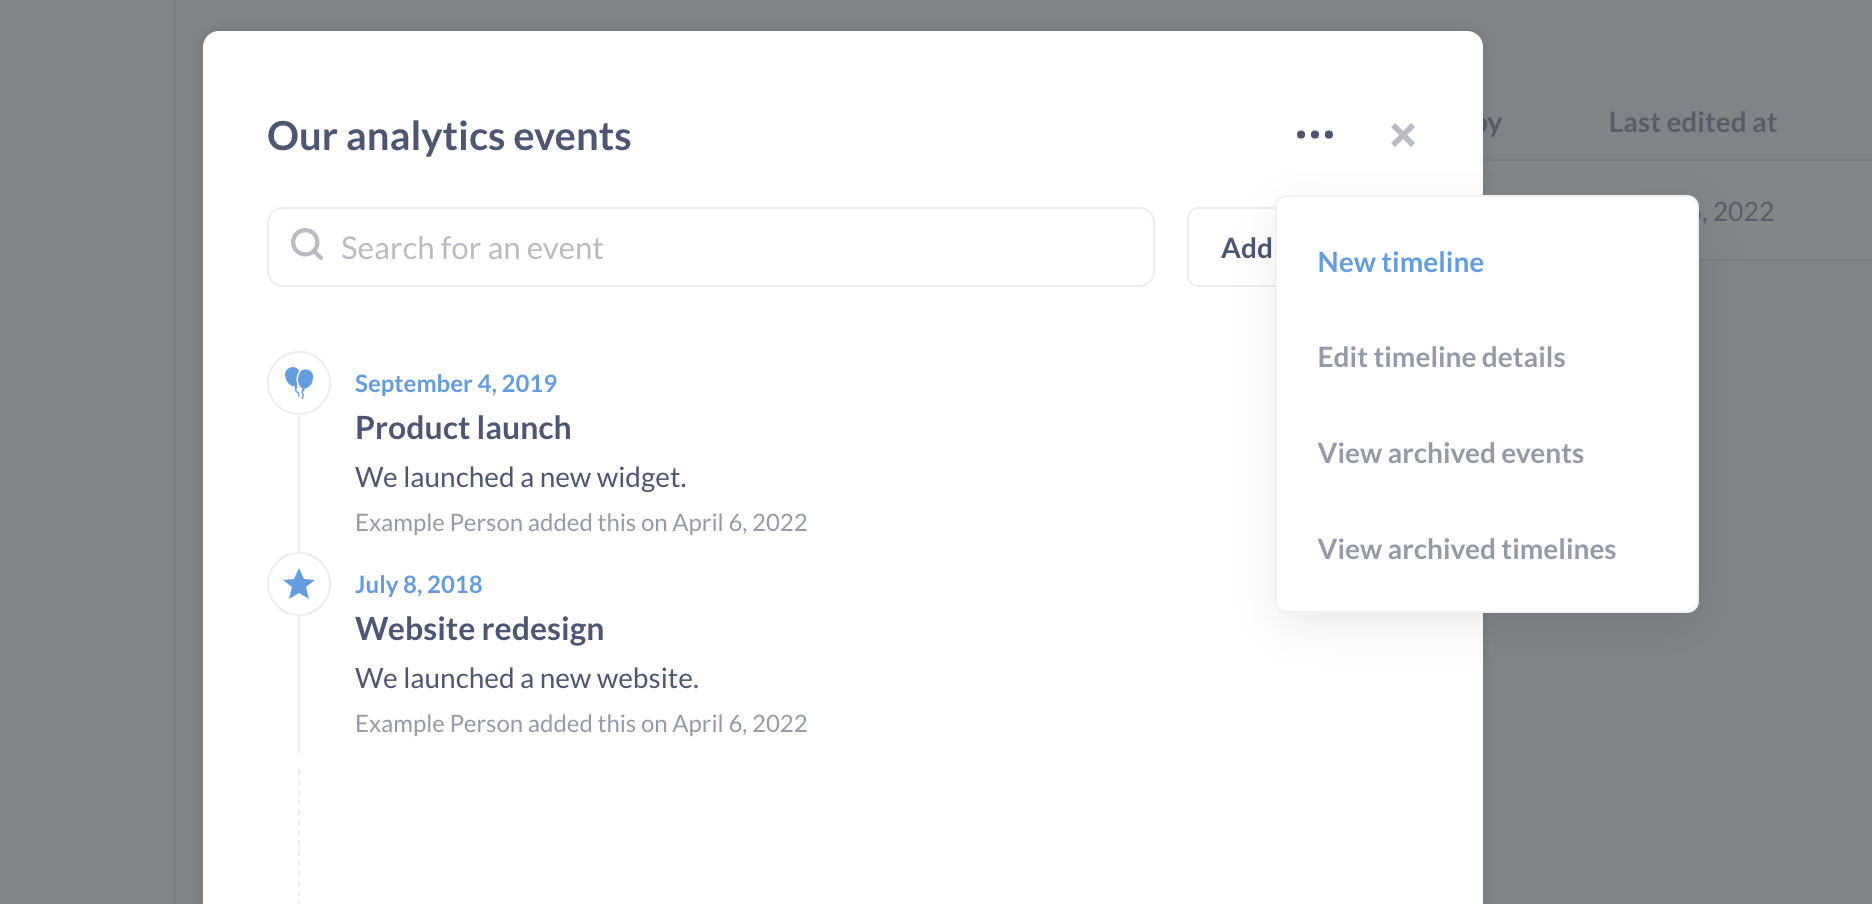 Our analytics events
Last edited at
Search for an event
Add
, 2022
New timeline
Edit timeline details
View archived events
View archived timelines
September 4, 2019
Product launch
We launched a new widget.
Example Person added this on April 6, 2022
July 8, 2018
Website redesign
We launched a new website.
Example Person added this on April 6, 2022